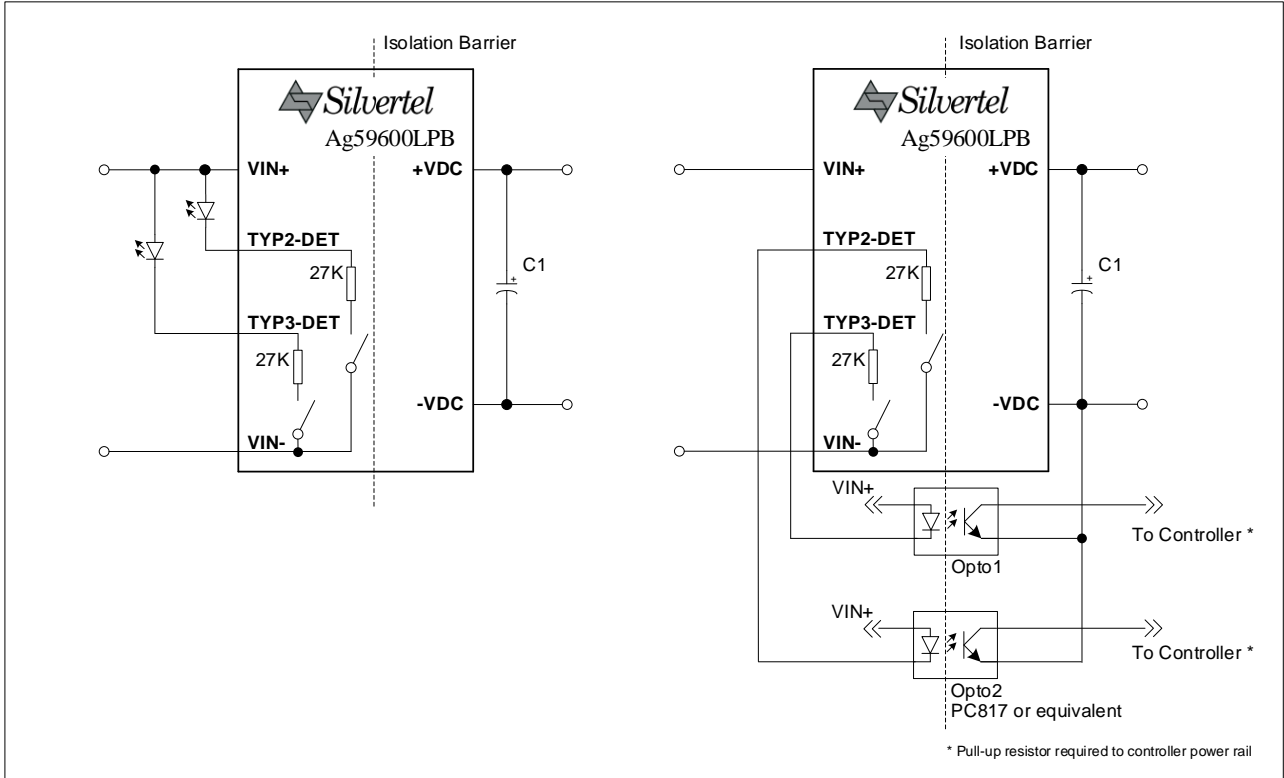 Isolation Barrier
Silvertel
Ag59600LPB
VIN+
+VDC
TYP2-DET
27K
C1
TYP3-DET
27K
-VDC
VIN-
Isolation Barrier
Silvertel
Ag59600LPB
VIN+
+VDC
TYP2-DET
27K
C1
TYP3-DET
27K
-VDC
VIN-
VIN+
To Controller *
Opto1
VIN+
To Controller *
Opto2
PC817 or equivalent
* Pull-up resistor required to controller power rail